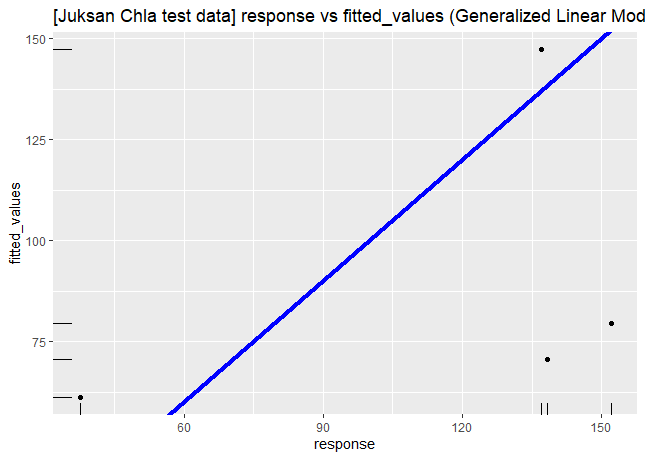 [Juksan Chla test data] response vs fitted_values (Generalized Linear Mod
150
125
100
75
fitted_values
60
90
120
150
response